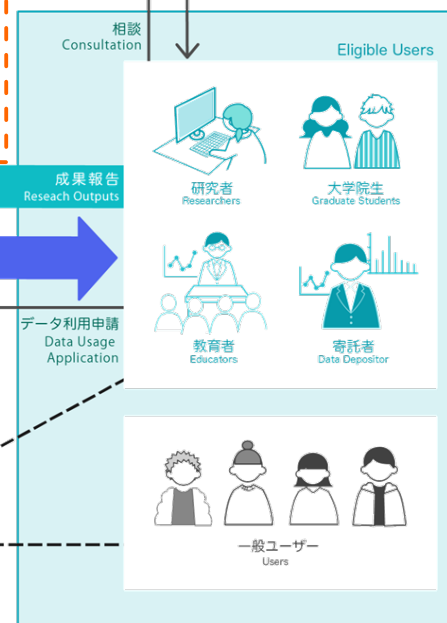 相談
Consultation
Eligible Users
研究者
Researchers
大学院生
Graduate Students
成果報告
Reseach Outputs
教育者
Educators
寄託者
Data Depositor
データ利用申請
Data Usage
Application
一般ユーザー
Users